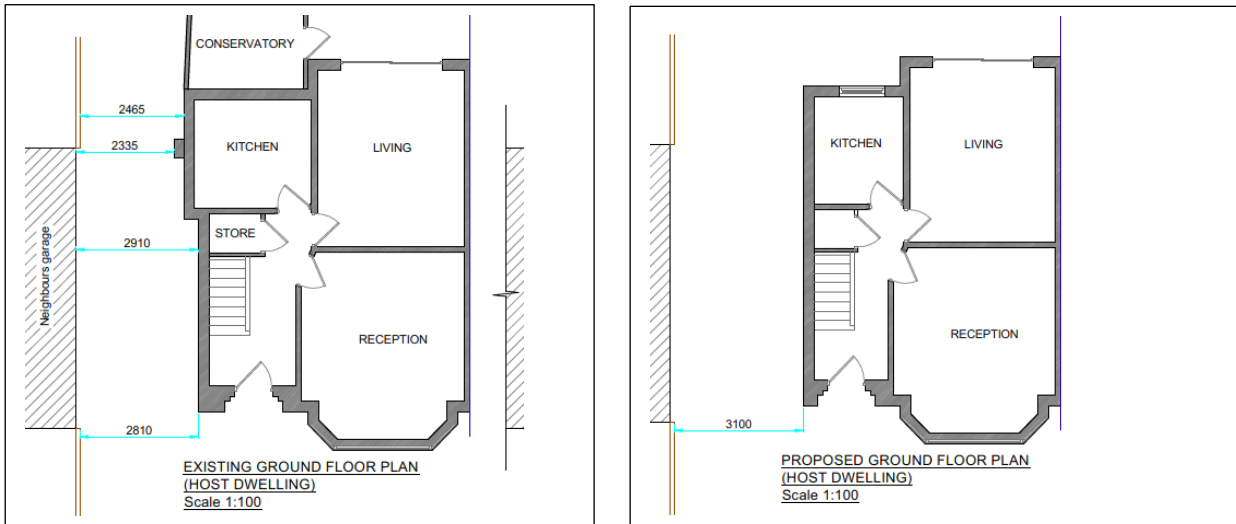 CONSERVATORY
2465
2335
KITCHEN
LIVING
2910
STORE
Neighbours garage
RECEPTION
2810
EXISTING GROUND FLOOR PLAN
(HOST DWELLING)
Scale 1:100
KITCHEN
LIVING
RECEPTION
3100
PROPOSED GROUND FLOOR PLAN
(HOST DWELLING)
Scale 1:100